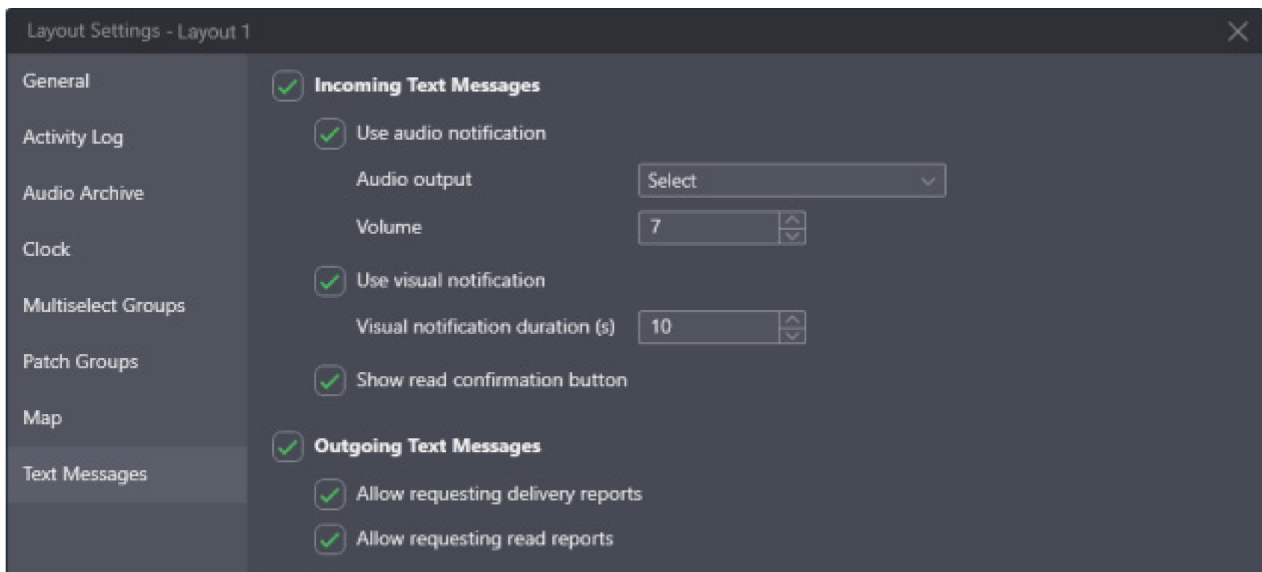 Layout Settings - Layout 1
General
Activity Log
Audio Archive
Clock
Multiselect Groups
Patch Groups
Map
Text Messages
Incoming Text Messages
Use audio notification
Audio output Select
Volume 7
Use visual notification
Visual notification duration (s) 10
Show read confirmation button
Outgoing Text Messages
Allow requesting delivery reports
Allow requesting read reports